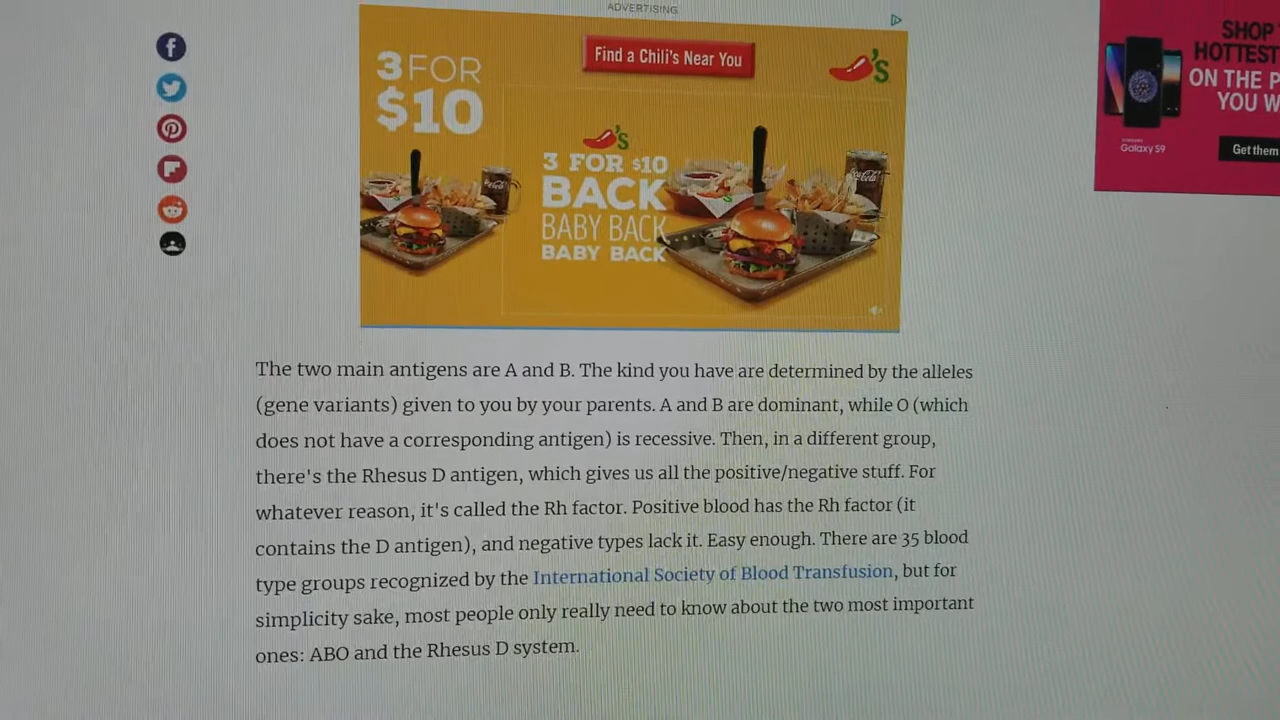 ADVERTISING
3 FOR
$10
Find a Chili's Near You
's
's
3 FOR $10
BACK
BABY BACK
BABY BACK
Coca-Cola
Coca-Cola
SHOP
HOTTEST
ON THE P
YOU W
SAMSUNG
Galaxy S9
Get them
The two main antigens are A and B. The kind you have are determined by the alleles
(gene variants) given to you by your parents. A and B are dominant, while O (which
does not have a corresponding antigen) is recessive. Then, in a different group,
there's the Rhesus D antigen, which gives us all the positive/negative stuff. For
whatever reason, it's called the Rh factor. Positive blood has the Rh factor (it
contains the D antigen), and negative types lack it. Easy enough. There are 35 blood
type groups recognized by the International Society of Blood Transfusion, but for
simplicity sake, most people only really need to know about the two most important
ones: ABO and the Rhesus D system.